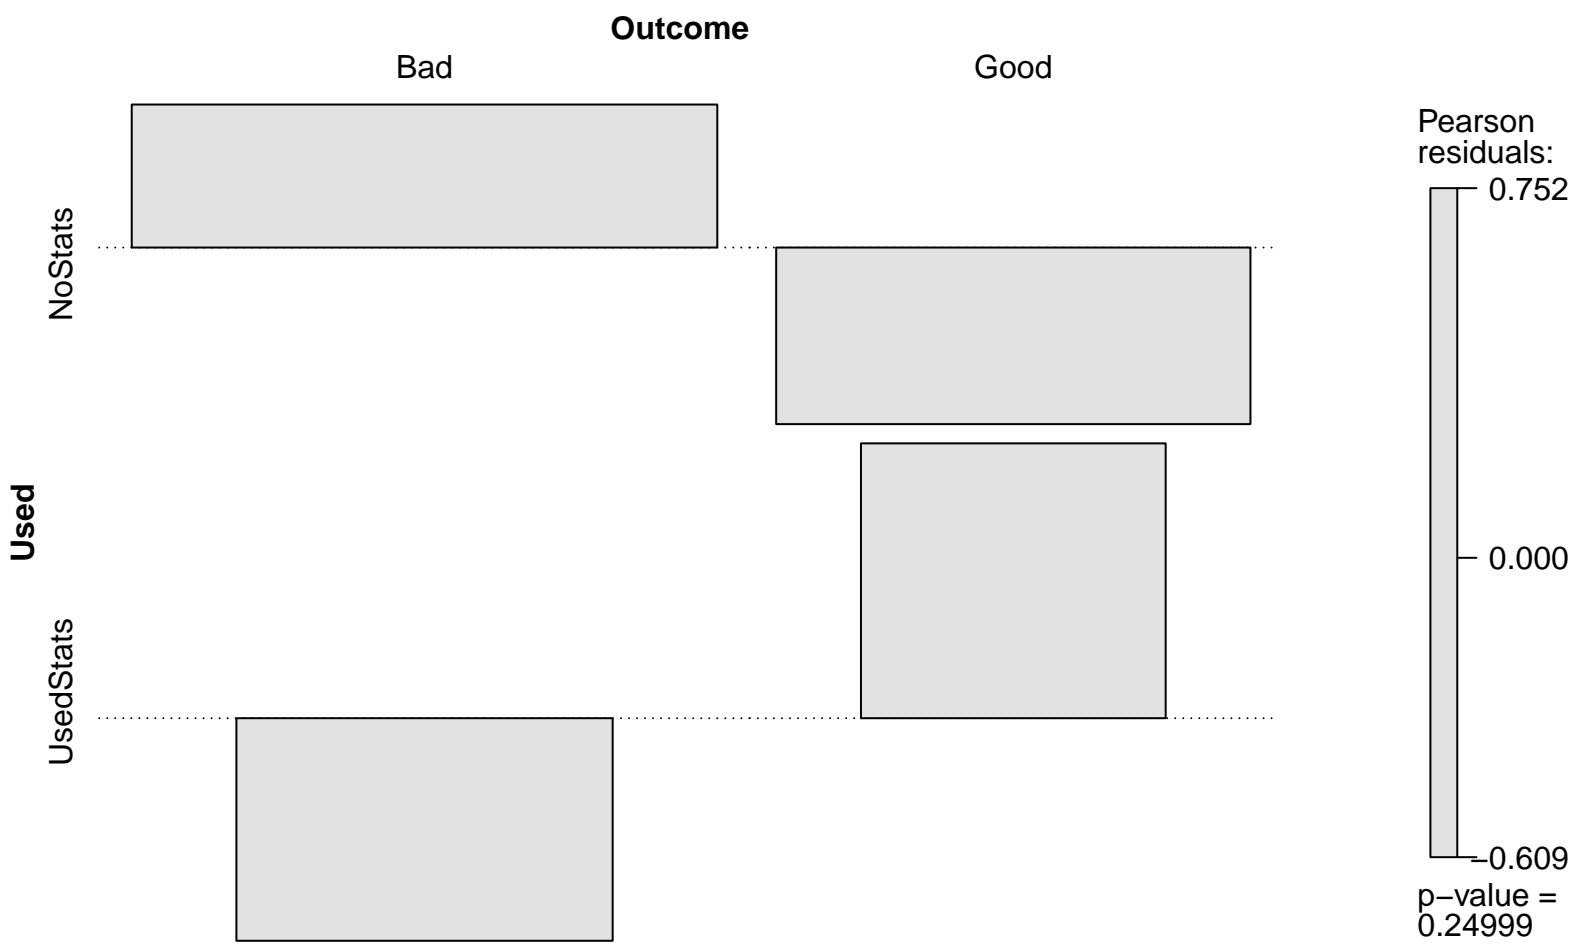 Outcome
Bad Good
Used
NoStats
UsedStats
Pearson
residuals:
0.752
0.000
−0.609
p−value =
0.24999